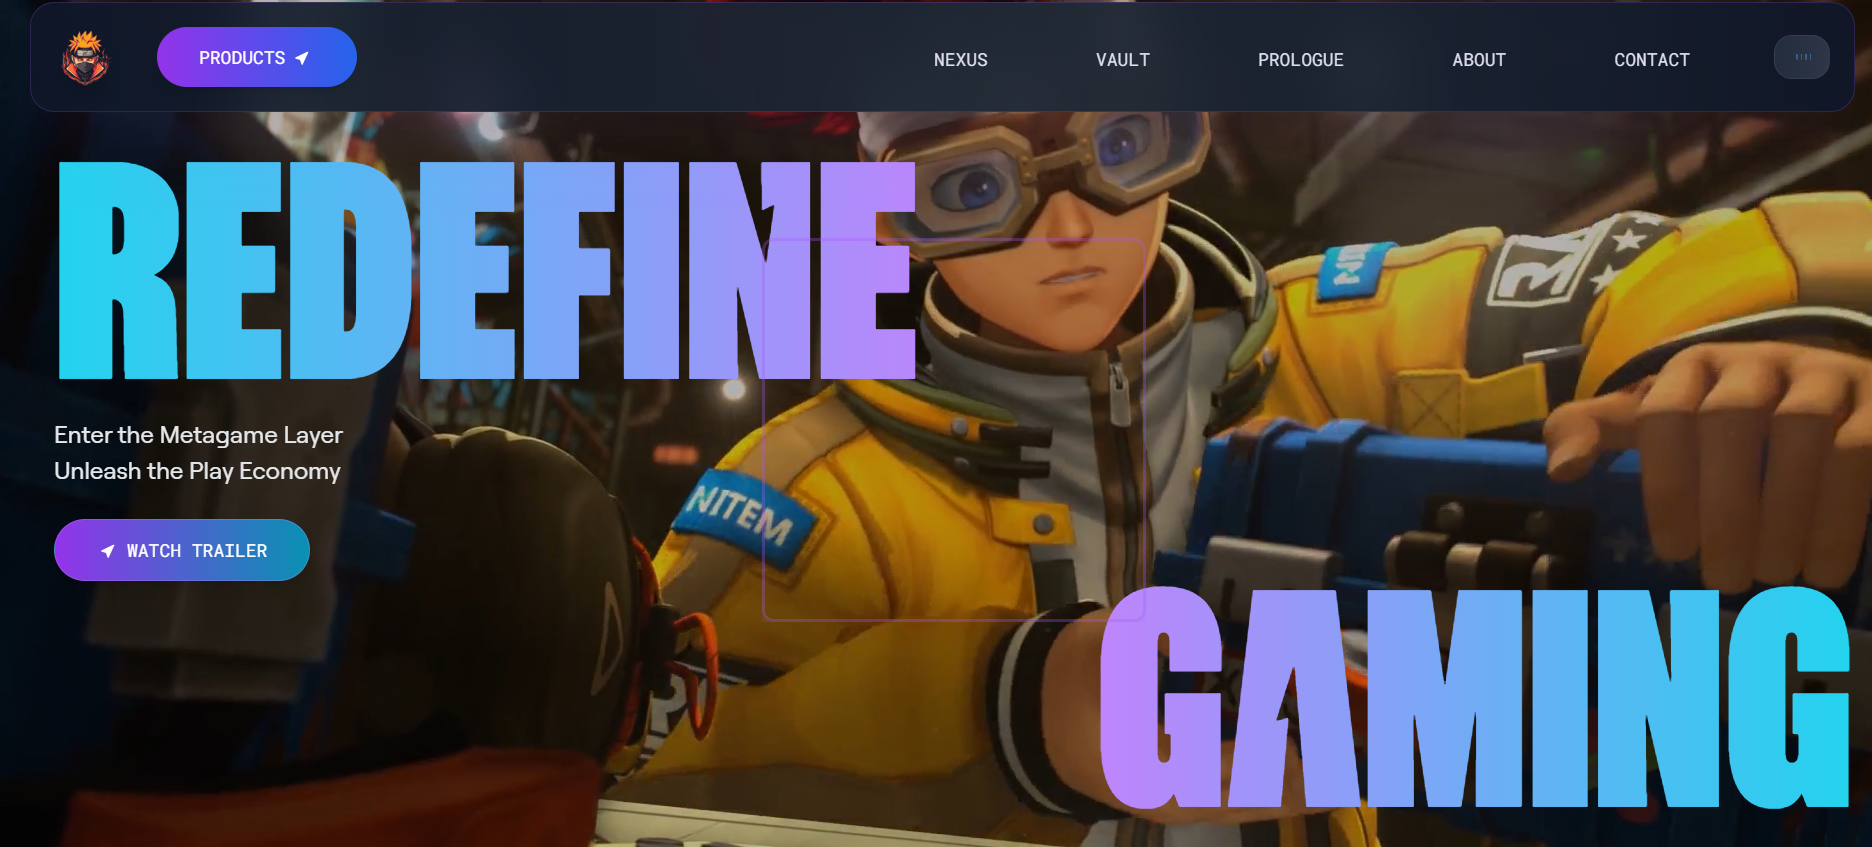 PRODUCTS
NEXUS
VAULT
PROLOGUE
ABOUT
CONTACT
REDEFINE
Enter the Metagame Layer
Unleash the Play Economy
NITEM
WATCH TRAILER
GAMING